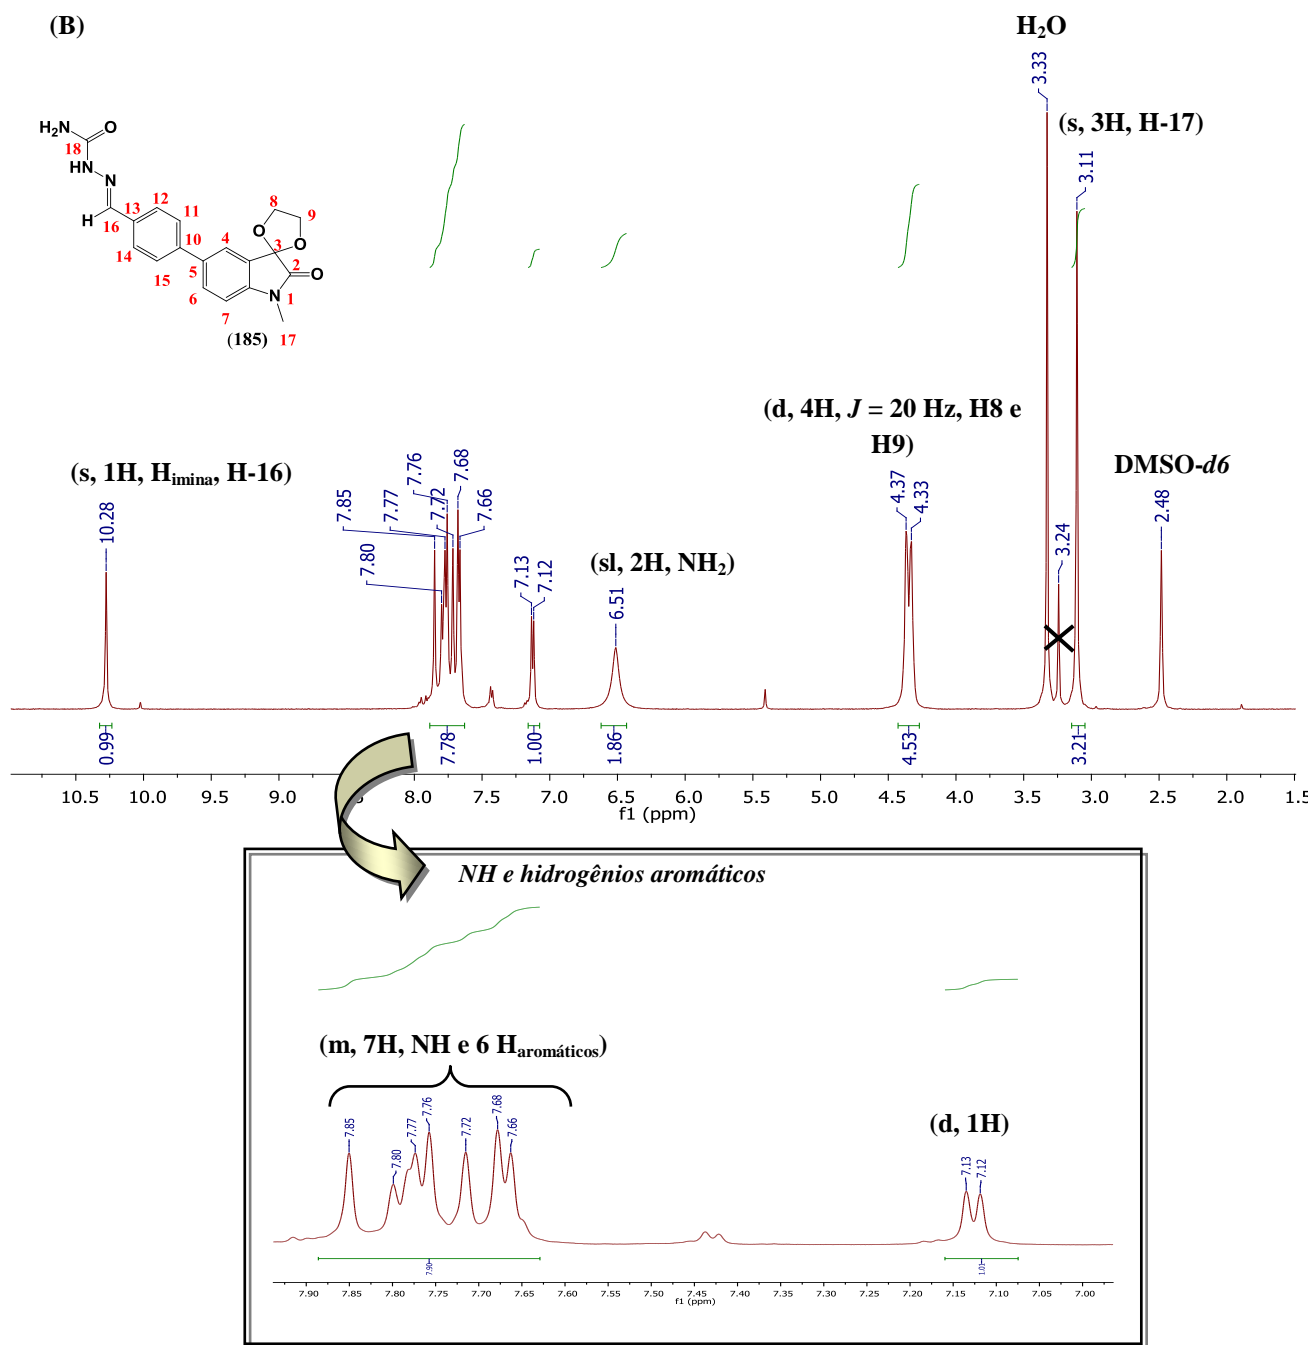 (B)
H₂O
3.33
(s, 3H, H-17)
3.11
H₂N
O
18
HN
N
H
16
13
12
11
14
15
10
5
4
6
7
8
9
O
O
3
2
O
N
1
(185)
17
(d, 4H, J = 20 Hz, H8 e
H9)
4.37
4.33
DMSO-d6
2.48
3.24
(s, 1H, Himina, H-16)
10.28
7.85
7.80
7.77
7.76
7.72
7.68
7.66
7.13
7.12
(sl, 2H, NH₂)
6.51
0.99
7.78
1.00
1.86
4.53
3.21
10.5 10.0 9.5 9.0 8.5 8.0 7.5 7.0 6.5 6.0 5.5 5.0 4.5 4.0 3.5 3.0 2.5 2.0 1.5
f1 (ppm)
NH e hidrogênios aromáticos
(m, 7H, NH e 6 Haromáticos)
7.85
7.80
7.77
7.76
7.72
7.68
7.66
(d, 1H)
7.13
7.12
7.90
1.01
7.90 7.85 7.80 7.75 7.70 7.65 7.60 7.55 7.50 7.45 7.40 7.35 7.30 7.25 7.20 7.15 7.10 7.05 7.00
f1 (ppm)